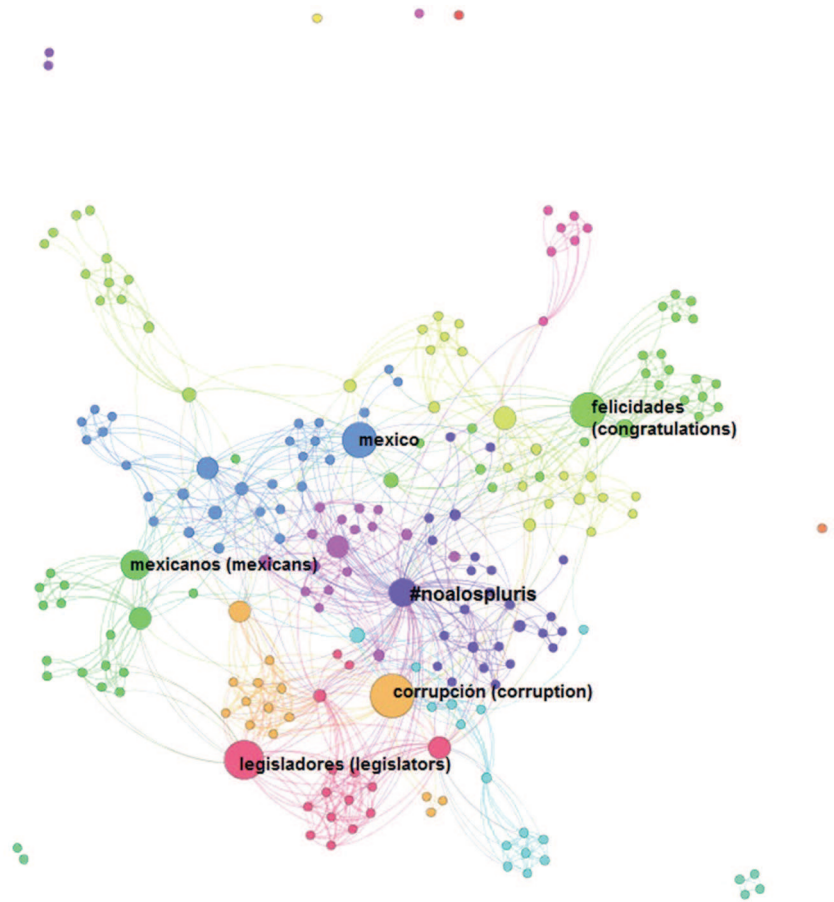 felicidades
(congratulations)
mexico
mexicanos (mexicans)
#noalospluris
corrupción (corruption)
legisladores (legislators)